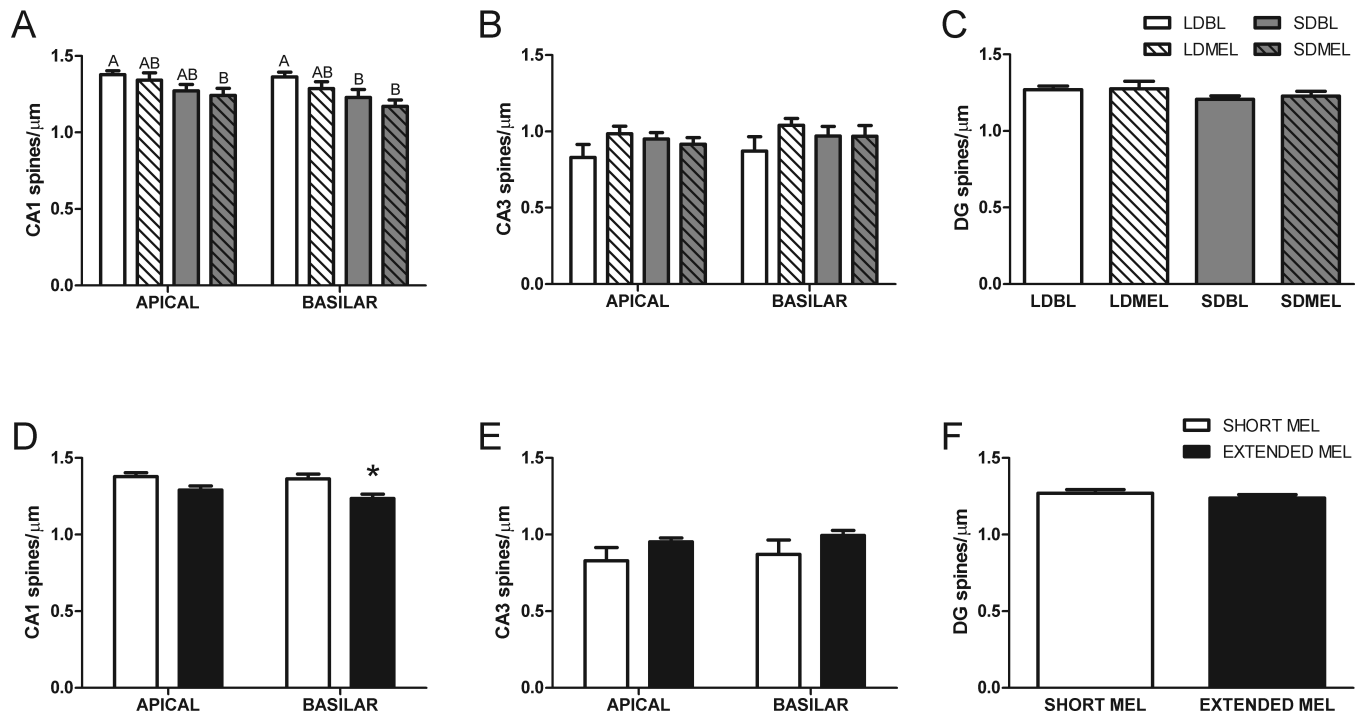 A
CA1 spines/μm
1.5
1.0
0.5
0.0
A AB AB B
A AB B B
APICAL
BASILAR
B
CA3 spines/μm
1.5
1.0
0.5
0.0
APICAL
BASILAR
C
LDBL
SDBL
LDMEL
SDMEL
DG spines/μm
1.5
1.0
0.5
0.0
LDBL
LDMEL
SDBL
SDMEL
D
CA1 spines/μm
1.5
1.0
0.5
0.0
*
APICAL
BASILAR
E
CA3 spines/μm
1.5
1.0
0.5
0.0
APICAL
BASILAR
F
SHORT MEL
EXTENDED MEL
DG spines/μm
1.5
1.0
0.5
0.0
SHORT MEL
EXTENDED MEL